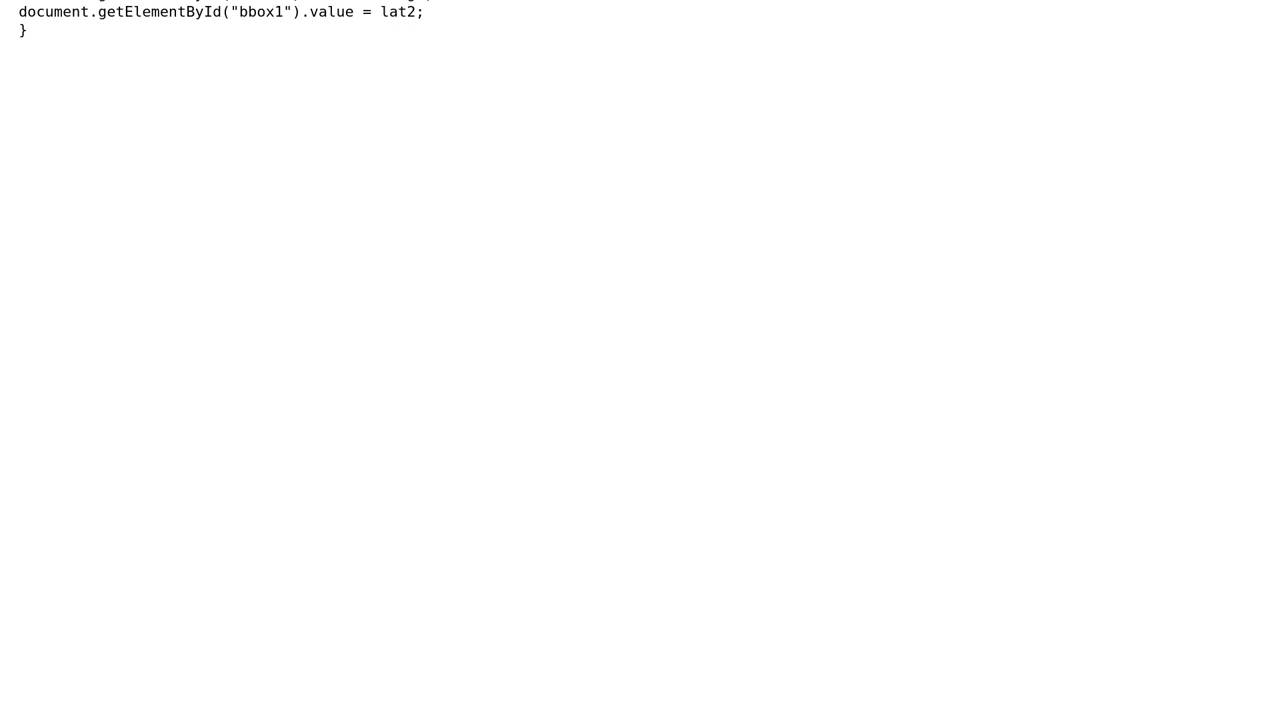 document.getElementById("bbox1").value = lat2;
}